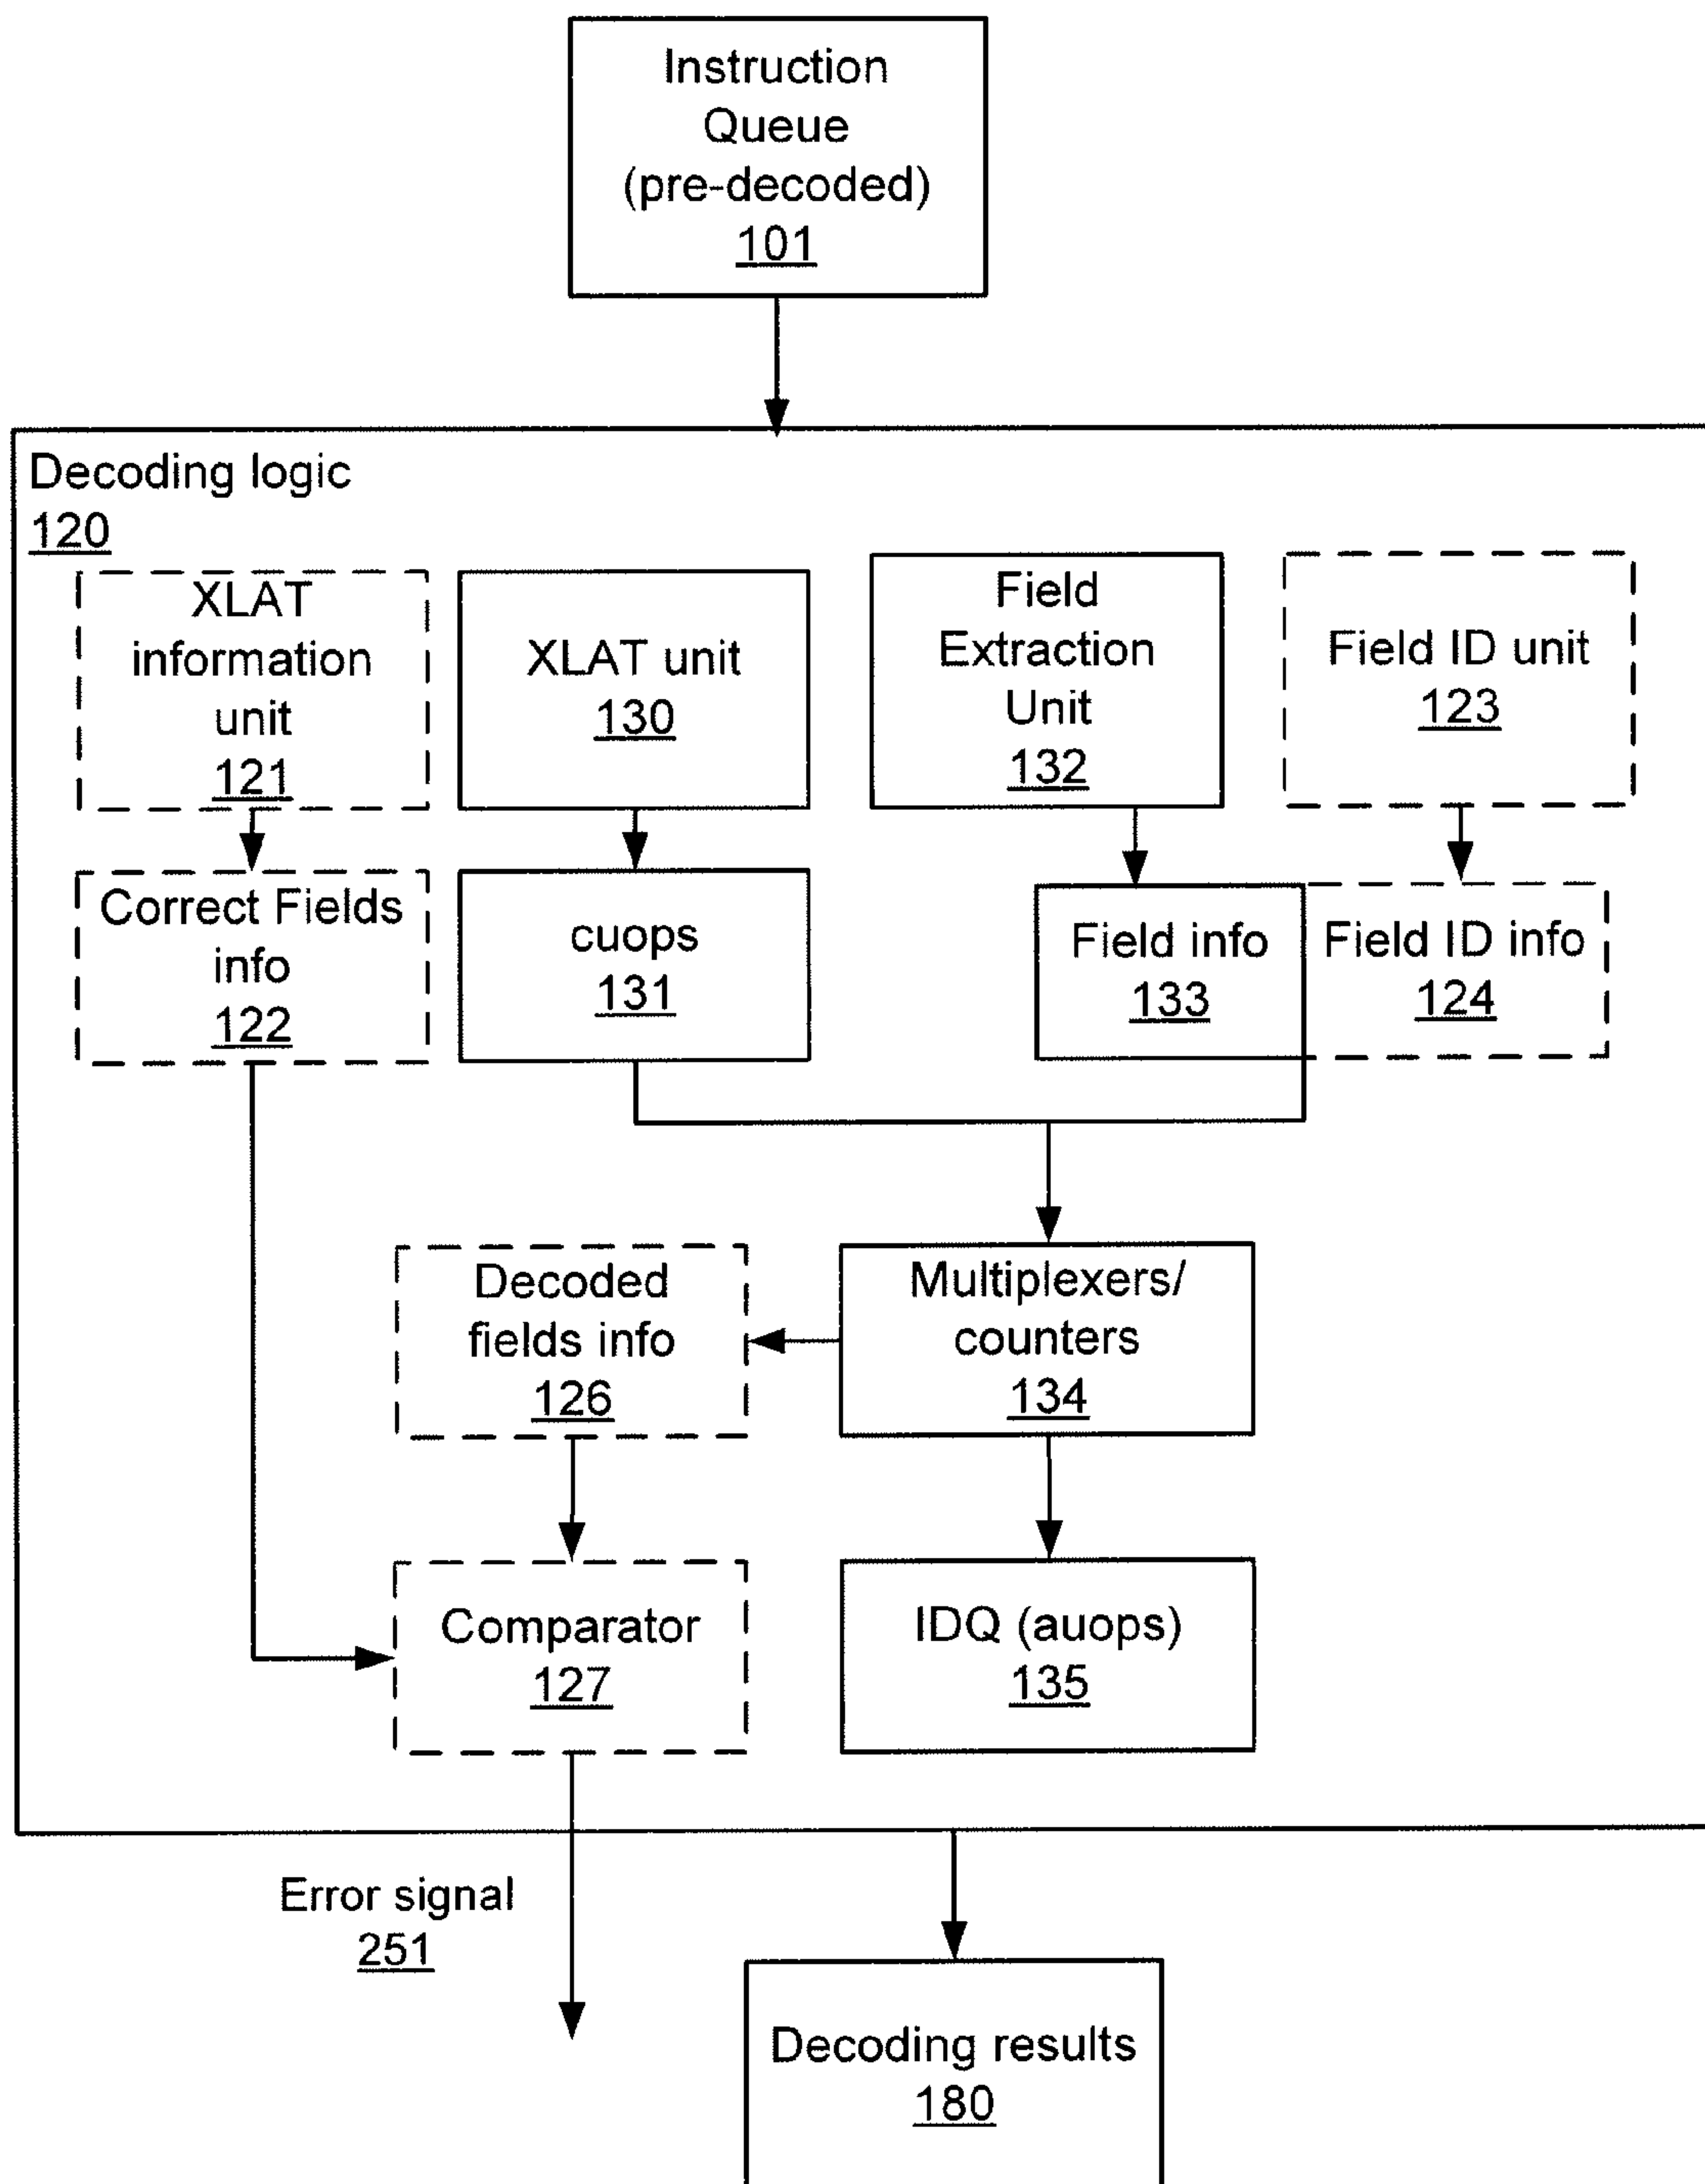 Instruction
Queue
(pre-decoded)
101
Decoding logic
120
XLAT
information
unit
121
XLAT unit
130
Field
Extraction
Unit
132
Field ID unit
123
Correct Fields
info
122
cuops
131
Field info
133
Field ID info
124
Decoded
fields info
126
Multiplexers/
counters
134
Comparator
127
IDQ (auops)
135
Error signal
251
Decoding results
180